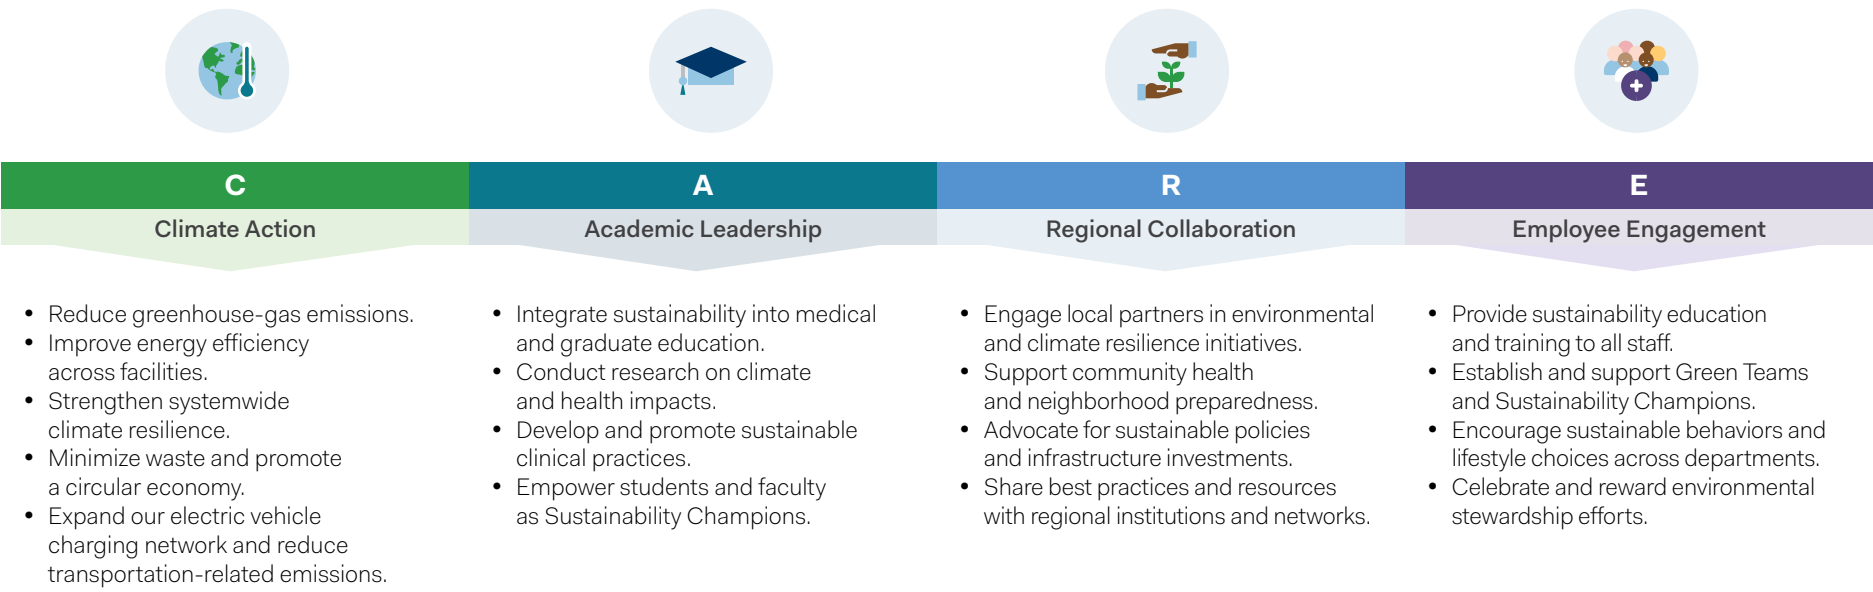 C
Climate Action
• Reduce greenhouse-gas emissions.
• Improve energy efficiency
across facilities.
• Strengthen systemwide
climate resilience.
• Minimize waste and promote
a circular economy.
• Expand our electric vehicle
charging network and reduce
transportation-related emissions.
A
Academic Leadership
• Integrate sustainability into medical
and graduate education.
• Conduct research on climate
and health impacts.
• Develop and promote sustainable
clinical practices.
• Empower students and faculty
as Sustainability Champions.
R
Regional Collaboration
• Engage local partners in environmental
and climate resilience initiatives.
• Support community health
and neighborhood preparedness.
• Advocate for sustainable policies
and infrastructure investments.
• Share best practices and resources
with regional institutions and networks.
E
Employee Engagement
• Provide sustainability education
and training to all staff.
• Establish and support Green Teams
and Sustainability Champions.
• Encourage sustainable behaviors and
lifestyle choices across departments.
• Celebrate and reward environmental
stewardship efforts.